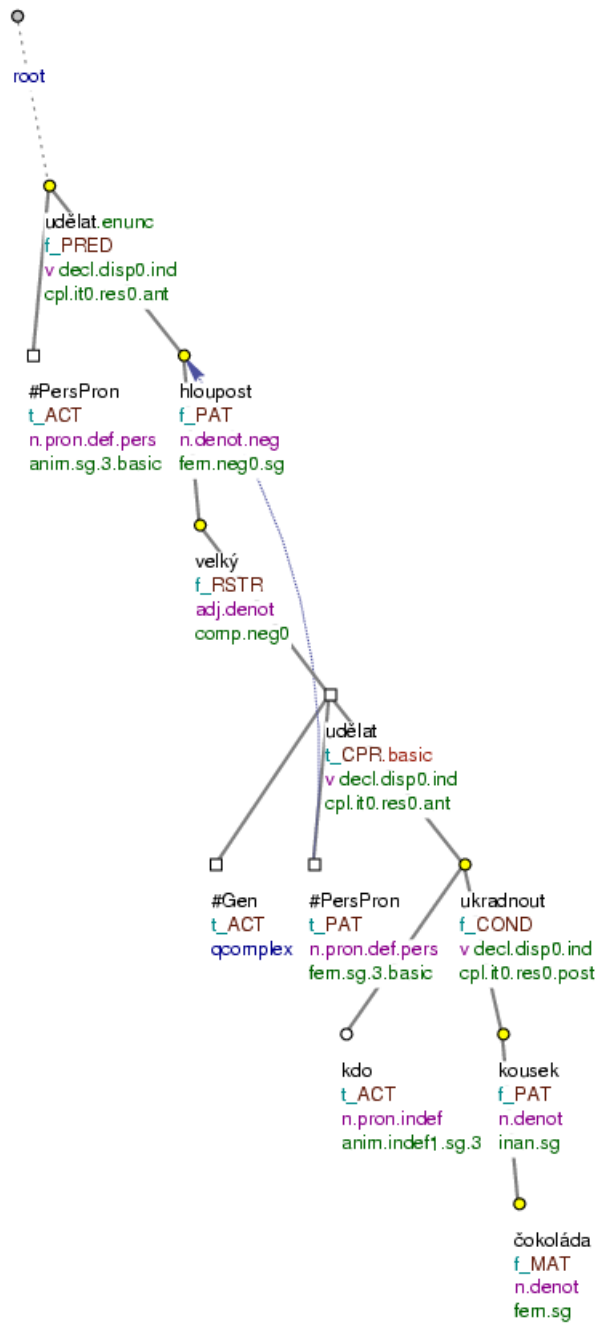 root
udělat.enunc
f_PRED
v decl.disp0.ind
cpl.it0.res0.ant
#PersPron
t_ACT
n.pron.def.pers
anim.sg.3.basic
hloupost
f_PAT
n.denot.neg
fem.neg0.sg
velký
f_RSTR
adj.denot
comp.neg0
udělat
t_CPR.basic
v decl.disp0.ind
cpl.it0.res0.ant
#Gen
t_ACT
qcomplex
#PersPron
t_PAT
n.pron.def.pers
fem.sg.3.basic
ukradnout
f_COND
v decl.disp0.ind
cpl.it0.res0.post
kdo
t_ACT
n.pron.indef
anim.indef1.sg.3
kousek
f_PAT
n.denot
inan.sg
čokoláda
f_MAT
n.denot
fem.sg